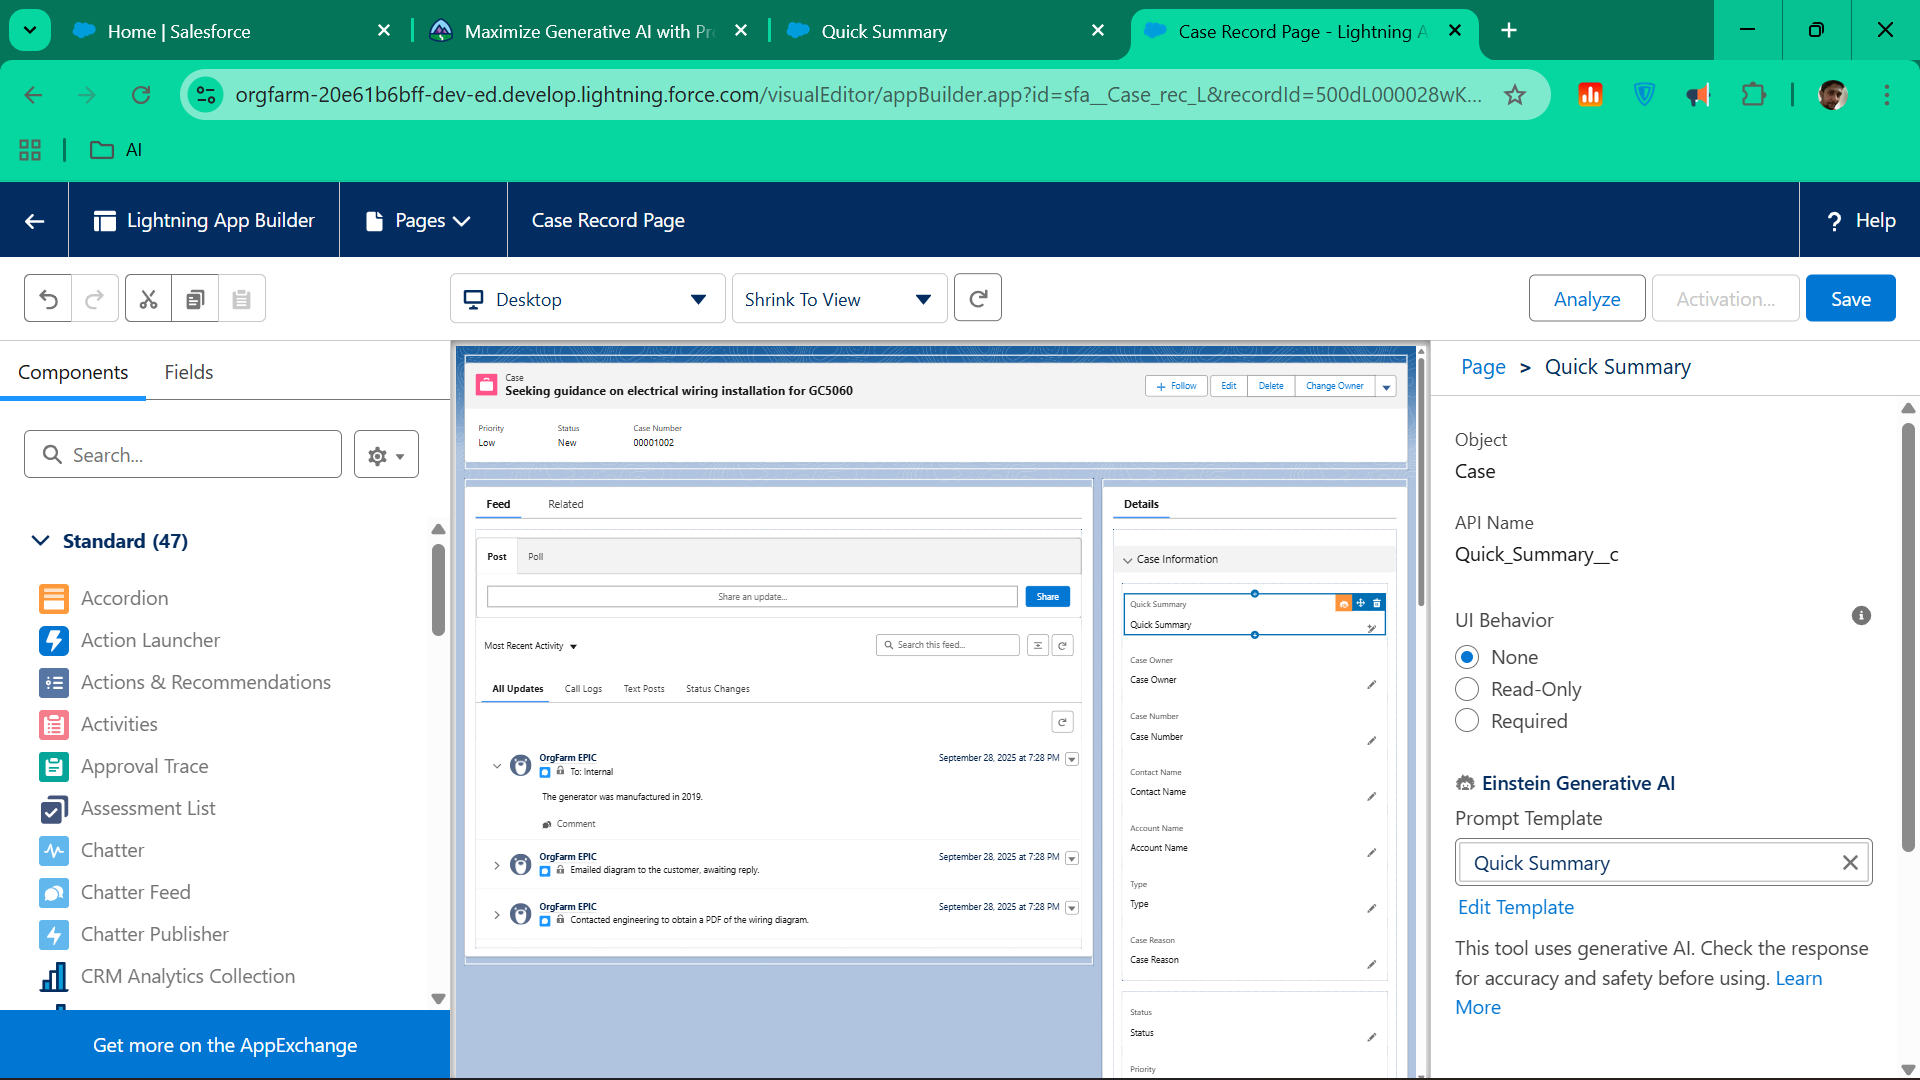 Home | Salesforce
Maximize Generative AI with Pr
Quick Summary
Case Record Page - Lightning A
orgfarm-20e61b6bff-dev-ed.develop.lightning.force.com/visualEditor/appBuilder.app?id=sfa__Case_rec_L&recordId=500dL000028wK...
AI
Lightning App Builder
Pages
Case Record Page
? Help
Desktop
Shrink To View
Analyze
Activation...
Save
Components
Fields
Search...
Standard (47)
Accordion
Action Launcher
Actions & Recommendations
Activities
Approval Trace
Assessment List
Chatter
Chatter Feed
Chatter Publisher
CRM Analytics Collection
Get more on the AppExchange
Case
Seeking guidance on electrical wiring installation for GC5060
+ Follow
Edit
Delete
Change Owner
Priority
Low
Status
New
Case Number
00001002
Feed
Related
Post
Poll
Share an update...
Share
Most Recent Activity
Search this feed...
All Updates
Call Logs
Text Posts
Status Changes
OrgFarm EPIC
September 28, 2025 at 7:28 PM
To: Internal
The generator was manufactured in 2019.
Comment
OrgFarm EPIC
September 28, 2025 at 7:28 PM
Emailed diagram to the customer, awaiting reply.
OrgFarm EPIC
September 28, 2025 at 7:28 PM
Contacted engineering to obtain a PDF of the wiring diagram.
Details
Case Information
Quick Summary
Quick Summary
Case Owner
Case Owner
Case Number
Case Number
Contact Name
Contact Name
Account Name
Account Name
Type
Type
Case Reason
Case Reason
Status
Status
Priority
Page > Quick Summary
Object
Case
API Name
Quick_Summary__c
UI Behavior
None
Read-Only
Required
Einstein Generative AI
Prompt Template
Quick Summary
Edit Template
This tool uses generative AI. Check the response
for accuracy and safety before using. Learn
More